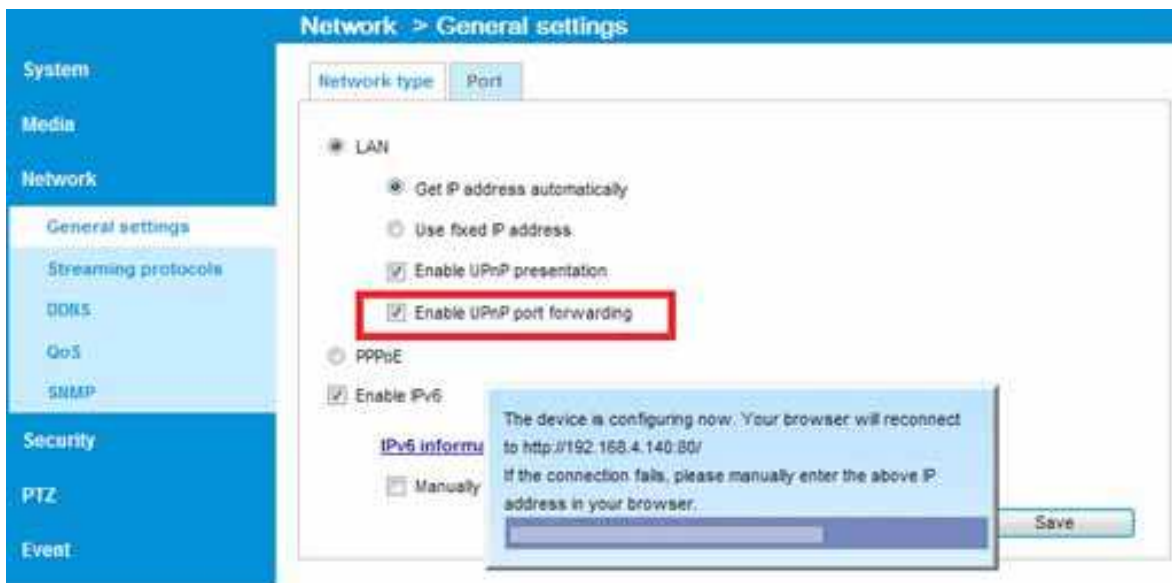 Network > General settings
System
Media
Network
General settings
Streaming protocols
DDNS
QoS
SNMP
Security
PTZ
Event
Network type
Port
LAN
Get IP address automatically
Use fixed IP address
Enable UPnP presentation
Enable UPnP port forwarding
PPPoE
Enable IPv6
IPv6 informa
Manually
The device is configuring now. Your browser will reconnect
to http://192.168.4.140:80/
If the connection fails, please manually enter the above IP
address in your browser.
Save